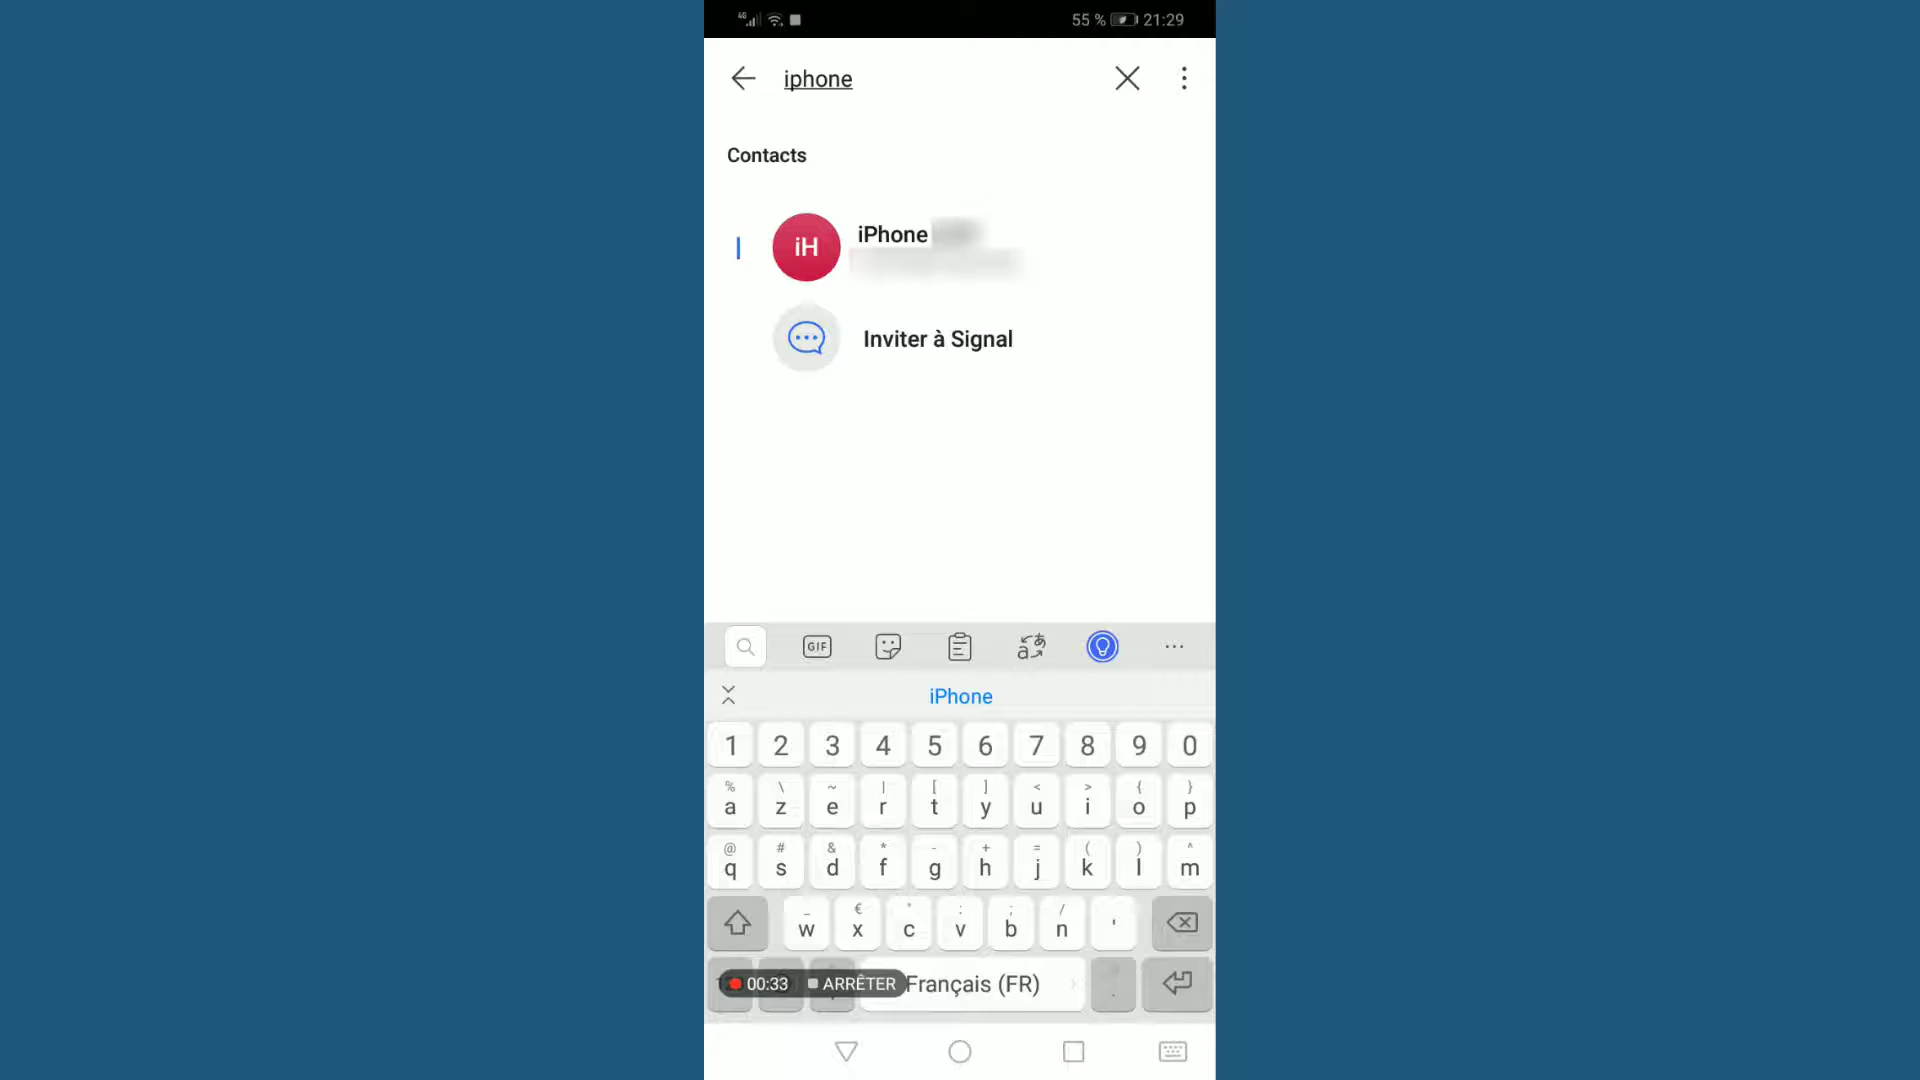 4G 55 % 21:29
iphone
Contacts
iH iPhone
Inviter à Signal
GIF
iPhone
1 2 3 4 5 6 7 8 9 0
% \ ~ | [ ] < > { }
a z e r t y u i o p
@ # & * - + = ( ) ^
q s d f g h j k l m
_ € " : ; /
w x c v b n '
00:33 ARRÊTER Français (FR) .